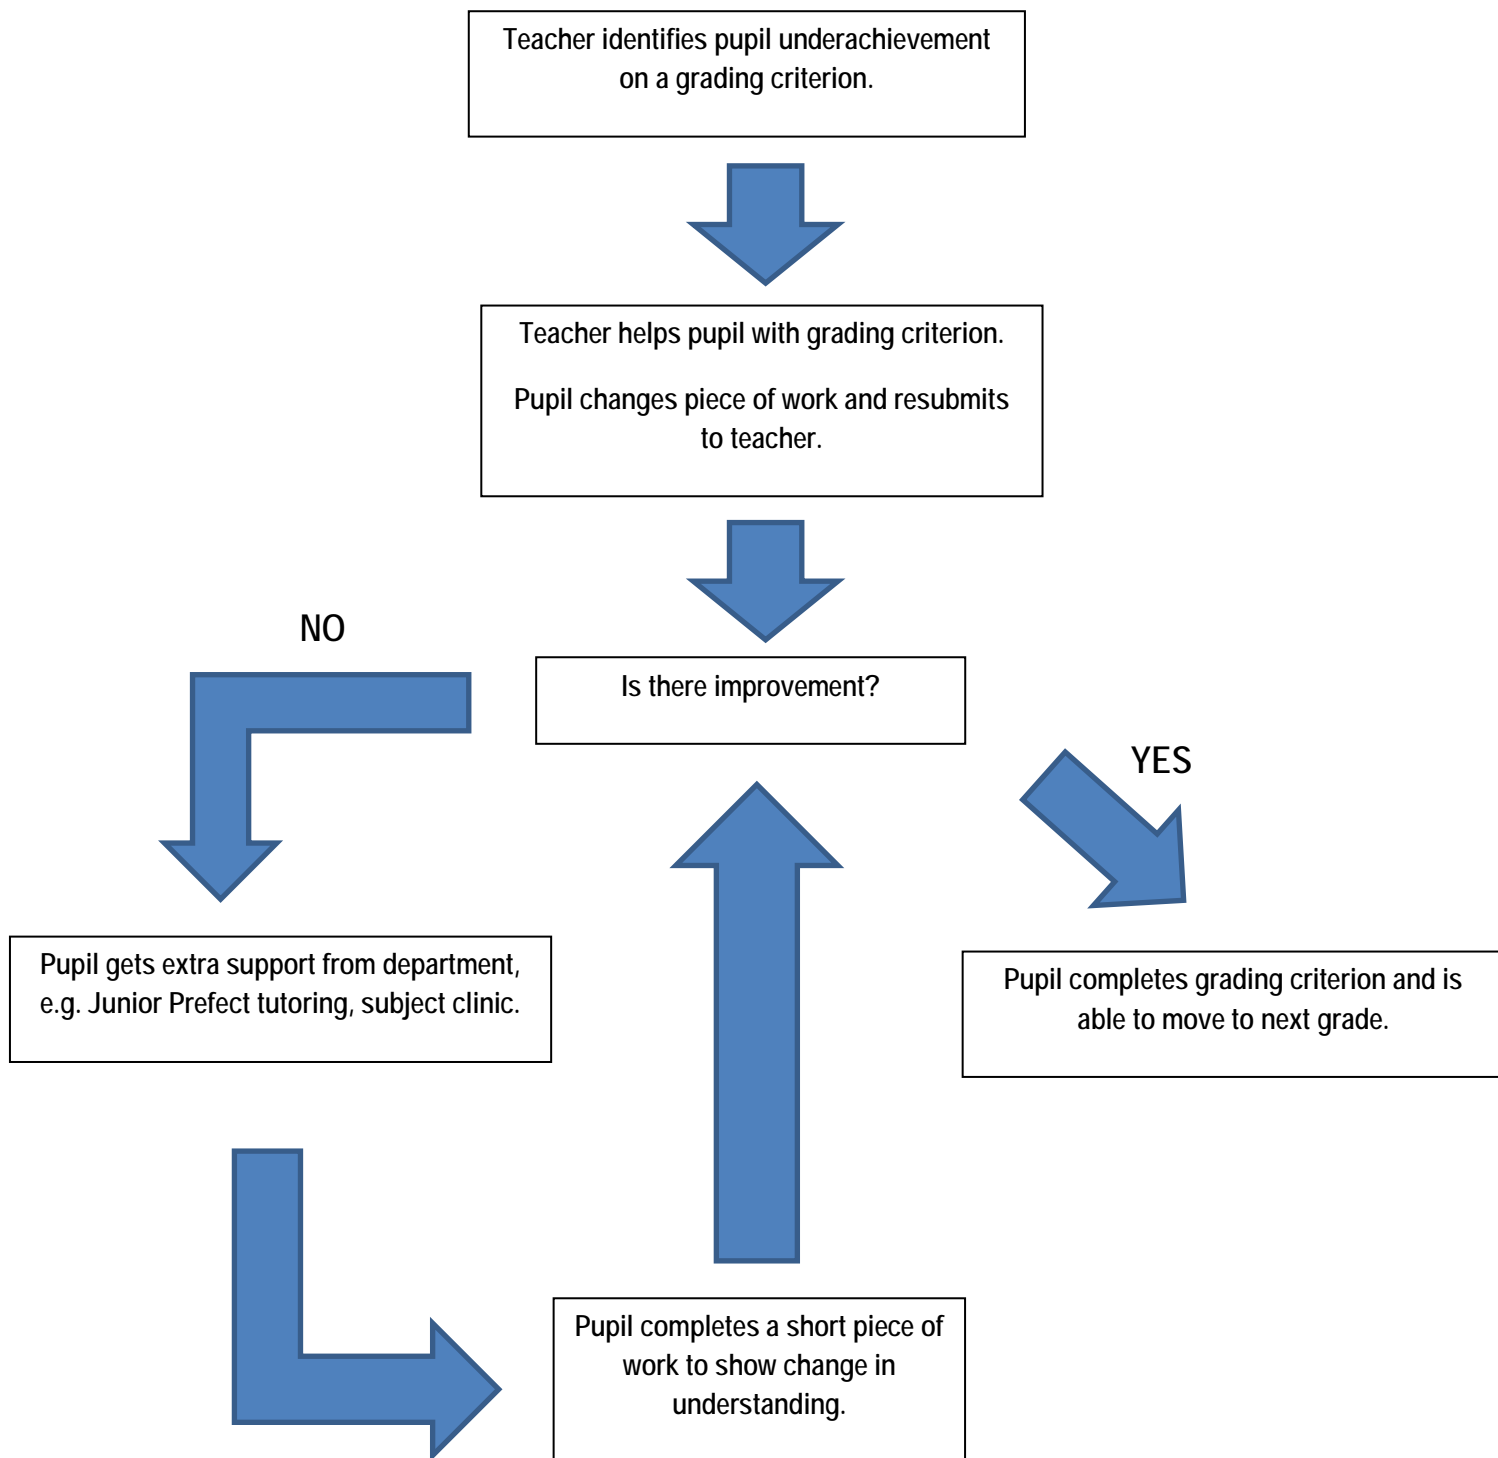 Teacher identifies pupil underachievement
on a grading criterion.
Teacher helps pupil with grading criterion.
Pupil changes piece of work and resubmits
to teacher.
NO
Is there improvement?
YES
Pupil gets extra support from department,
e.g. Junior Prefect tutoring, subject clinic.
Pupil completes grading criterion and is
able to move to next grade.
Pupil completes a short piece of
work to show change in
understanding.